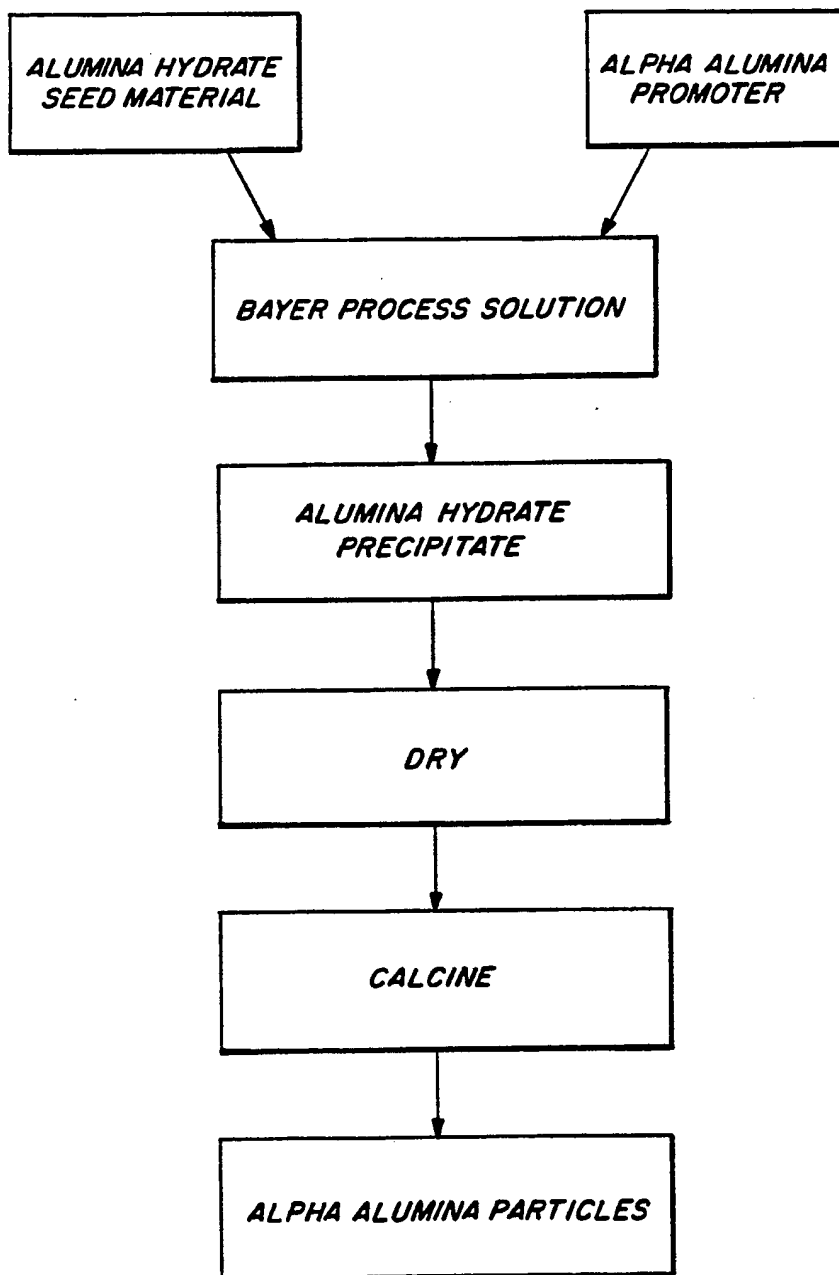 ALUMINA HYDRATE
SEED MATERIAL
ALPHA ALUMINA
PROMOTER
BAYER PROCESS SOLUTION
ALUMINA HYDRATE
PRECIPITATE
DRY
CALCINE
ALPHA ALUMINA PARTICLES